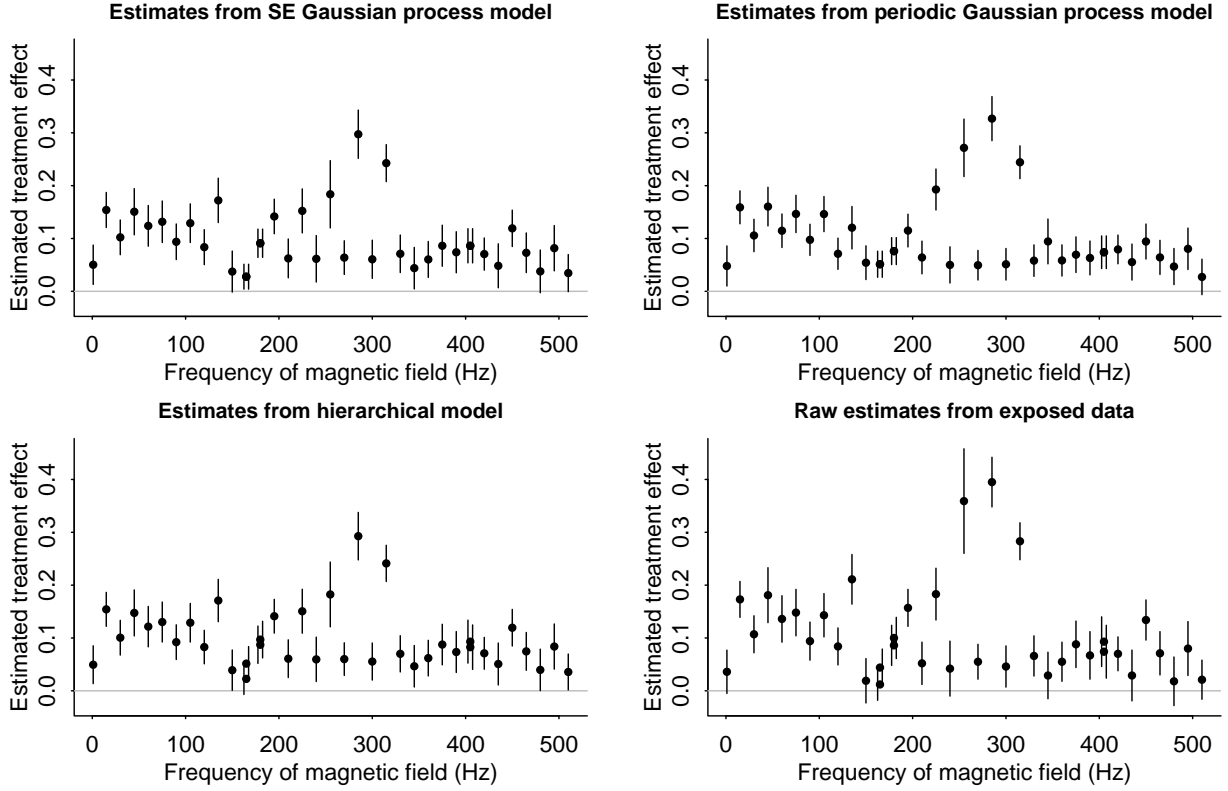 Estimates from SE Gaussian process model
Estimated treatment effect
0.0 0.1 0.2 0.3 0.4
0 100 200 300 400 500
Frequency of magnetic field (Hz)
Estimates from periodic Gaussian process model
Estimated treatment effect
0.0 0.1 0.2 0.3 0.4
0 100 200 300 400 500
Frequency of magnetic field (Hz)
Estimates from hierarchical model
Estimated treatment effect
0.0 0.1 0.2 0.3 0.4
0 100 200 300 400 500
Frequency of magnetic field (Hz)
Raw estimates from exposed data
Estimated treatment effect
0.0 0.1 0.2 0.3 0.4
0 100 200 300 400 500
Frequency of magnetic field (Hz)